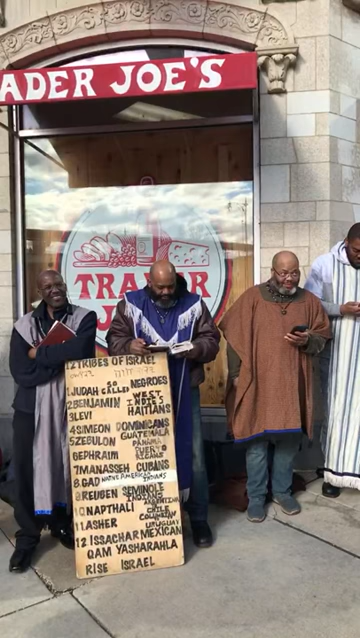 ADER JOE'S
TRADER
J
12 TRIBES OF ISRAEL
1 JUDAH SO CALLED NEGROES
2 BENJAMIN WEST INDIES
3 LEVI HAITIANS
4 SIMEON DOMINICANS
5 ZEBULON GUATEMALA PANAMA
6 EPHRAIM PUERTO RICANS
7 MANASSEH CUBANS
8. GAD NATIVE AMERICAN INDIANS
9 REUBEN SEMINOLE INDIANS
10 NAPTHALI ARGENTINA CHILE
11 ASHER COLUMBIAN URUGUAY
12 ISSACHAR MEXICAN
QAM YASHARAHLA
RISE ISRAEL